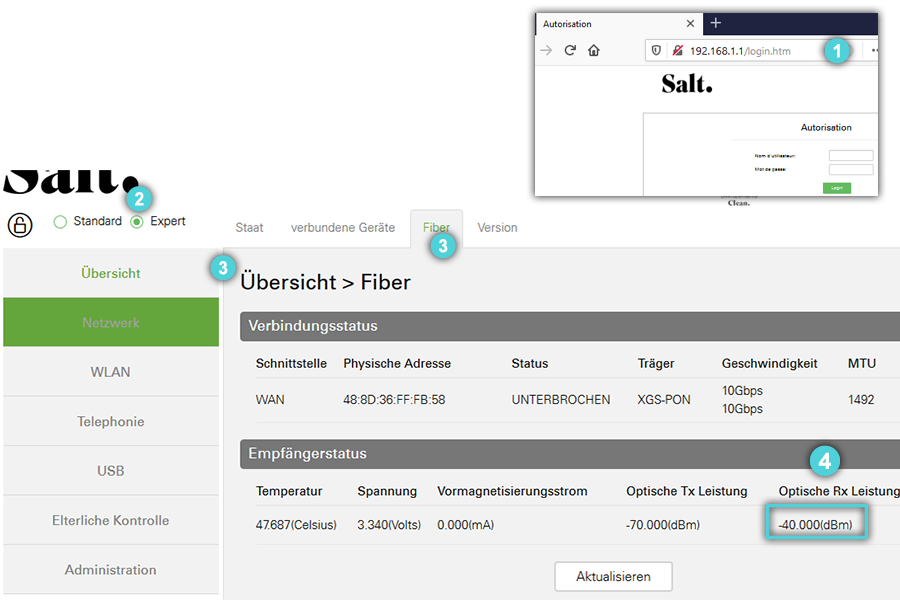 Autorisation
192.168.1.1/login.htm
1
Salt.
Autorisation
Nom d'utilisateur:
Mot de passe:
Login
Clean.
Salt.
2
Standard
Expert
Staat
verbundene Geräte
Fiber
Version
3
3
Übersicht
Netzwerk
WLAN
Telephonie
USB
Elterliche Kontrolle
Administration
Übersicht > Fiber
Verbindungsstatus
Schnittstelle Physische Adresse Status Träger Geschwindigkeit MTU
WAN 48:8D:36:FF:FB:58 UNTERBROCHEN XGS-PON 10Gbps 10Gbps 1492
Empfängerstatus
4
Temperatur Spannung Vormagnetisierungsstrom Optische Tx Leistung Optische Rx Leistung
47.687(Celsius) 3.340(Volts) 0.000(mA) -70.000(dBm) -40.000(dBm)
Aktualisieren